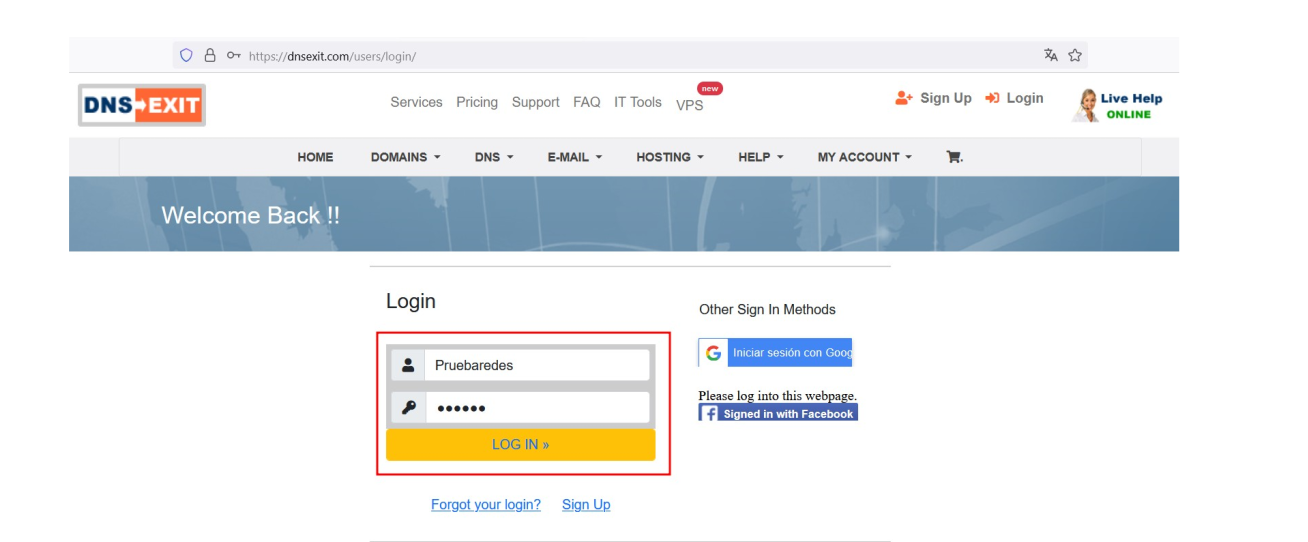 https://dnsexit.com/users/login/
DNS EXIT
Services Pricing Support FAQ IT Tools VPS new
Sign Up Login
Live Help
ONLINE
HOME DOMAINS DNS E-MAIL HOSTING HELP MY ACCOUNT .
Welcome Back !!
Login
Other Sign In Methods
Pruebaredes
••••••
LOG IN »
Iniciar sesión con Goog
Please log into this webpage.
Signed in with Facebook
Forgot your login? Sign Up